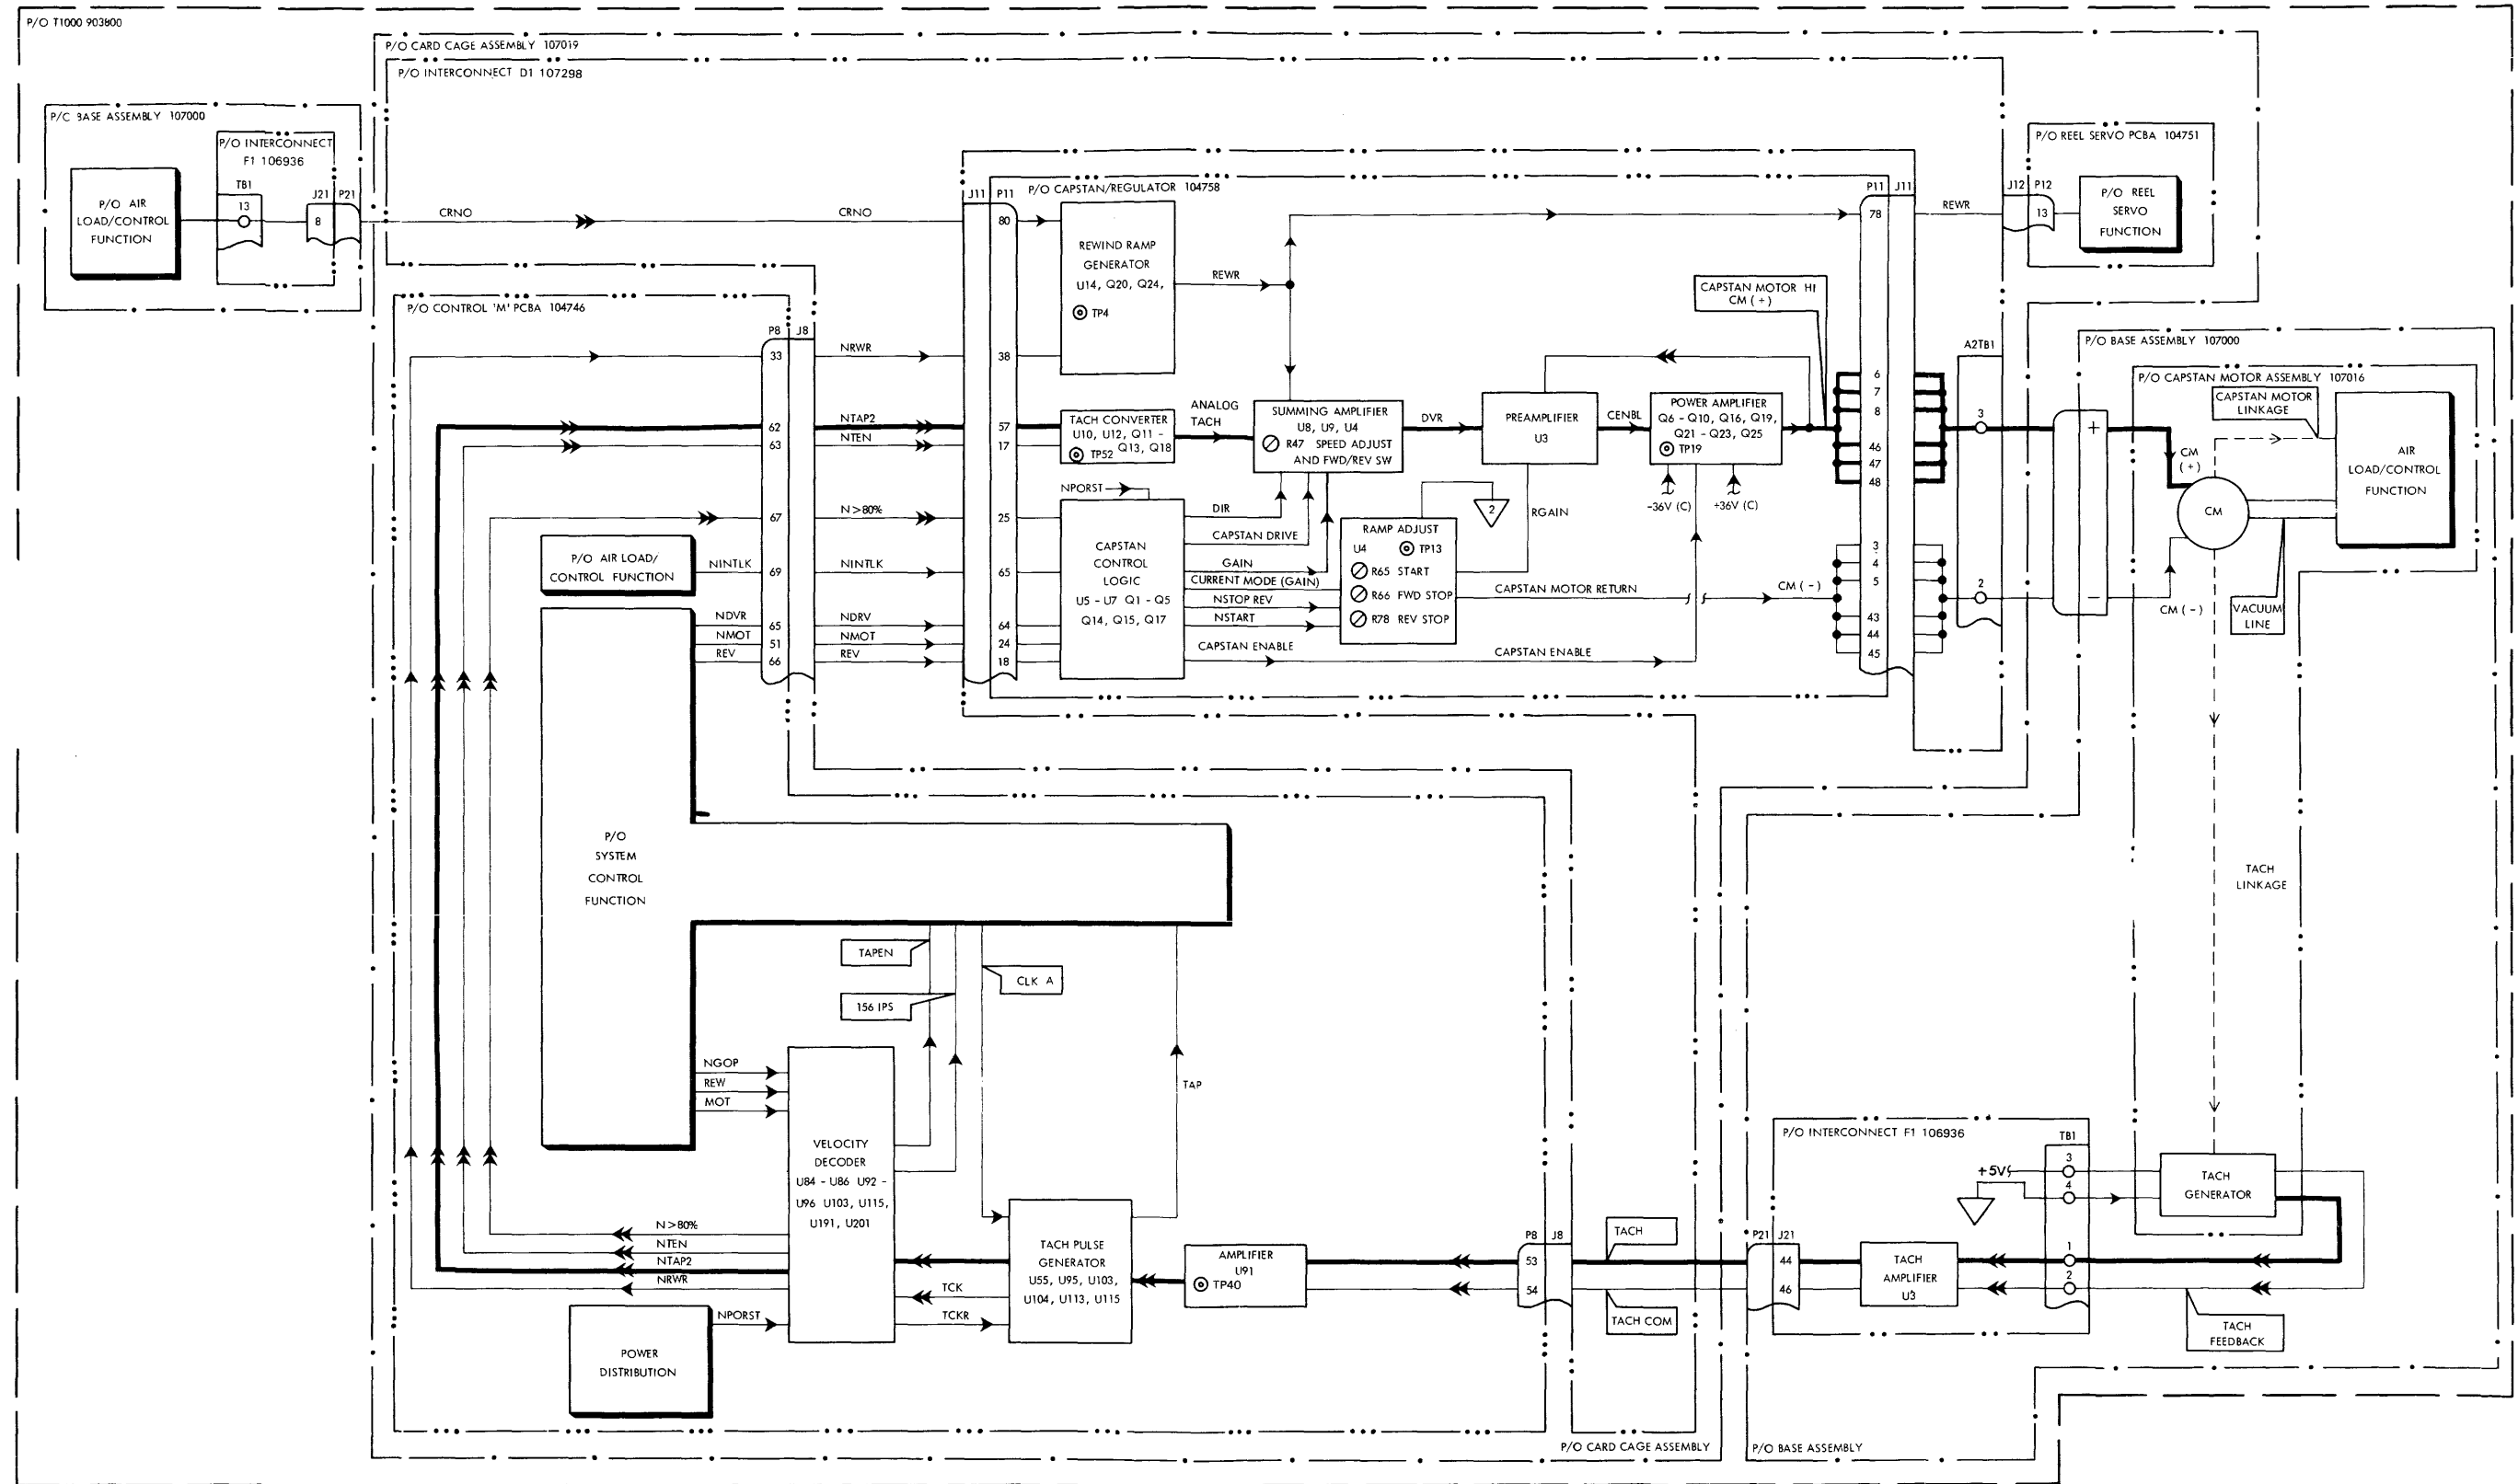 P/O T1000 903800
P/O CARD CAGE ASSEMBLY 107019
P/O INTERCONNECT D1 107298
P/C BASE ASSEMBLY 107000
P/O INTERCONNECT
F1 106936
TB1
13
J21 P21
8
P/O AIR
LOAD/CONTROL
FUNCTION
CRNO
CRNO
J11 P11
P/O CAPSTAN/REGULATOR 104758
80
38
57
17
25
65
64
24
18
REWIND RAMP
GENERATOR
U14, Q20, Q24,
TP4
REWR
P11 J11
78
REWR
J12 P12
13
P/O REEL SERVO PCBA 104751
P/O REEL
SERVO
FUNCTION
P/O CONTROL 'M' PCBA 104746
P8 J8
33
62
63
67
69
65
51
66
NRWR
NTAP2
NTEN
N>80%
NINTLK
NINTLK
NDVR
NMOT
REV
NDRV
NMOT
REV
TACH CONVERTER
U10, U12, Q11 -
Q13, Q18
TP52
ANALOG
TACH
SUMMING AMPLIFIER
U8, U9, U4
R47 SPEED ADJUST
AND FWD/REV SW
DVR
PREAMPLIFIER
U3
CENBL
POWER AMPLIFIER
Q6 - Q10, Q16, Q19,
Q21 - Q23, Q25
TP19
-36V (C)
+36V (C)
CAPSTAN MOTOR HI
CM (+)
6
7
8
46
47
48
3
4
5
43
44
45
A2TB1
3
2
P/O BASE ASSEMBLY 107000
P/O CAPSTAN MOTOR ASSEMBLY 107016
CAPSTAN MOTOR
LINKAGE
AIR
LOAD/CONTROL
FUNCTION
+
-
CM
(+)
CM
CM (-)
VACUUM
LINE
NPORST
CAPSTAN
CONTROL
LOGIC
U5 - U7 Q1 - Q5
Q14, Q15, Q17
DIR
CAPSTAN DRIVE
GAIN
CURRENT MODE (GAIN)
NSTOP REV
NSTART
CAPSTAN ENABLE
RAMP ADJUST
U4 TP13
R65 START
R66 FWD STOP
R78 REV STOP
2
RGAIN
CAPSTAN MOTOR RETURN
CM (-)
CAPSTAN ENABLE
P/O AIR LOAD/
CONTROL FUNCTION
P/O
SYSTEM
CONTROL
FUNCTION
TAPEN
156 IPS
CLK A
TAP
NGOP
REW
MOT
VELOCITY
DECODER
U84 - U86 U92 -
U96 U103, U115,
U191, U201
N>80%
NTEN
NTAP2
NRWR
NPORST
POWER
DISTRIBUTION
TCK
TCKR
TACH PULSE
GENERATOR
U55, U95, U103,
U104, U113, U115
AMPLIFIER
U91
TP40
P8 J8
53
54
TACH
TACH COM
P21 J21
44
46
P/O INTERCONNECT F1 106936
TACH
AMPLIFIER
U3
TB1
3
4
1
2
+5V
TACH
GENERATOR
TACH
LINKAGE
TACH
FEEDBACK
P/O CARD CAGE ASSEMBLY
P/O BASE ASSEMBLY